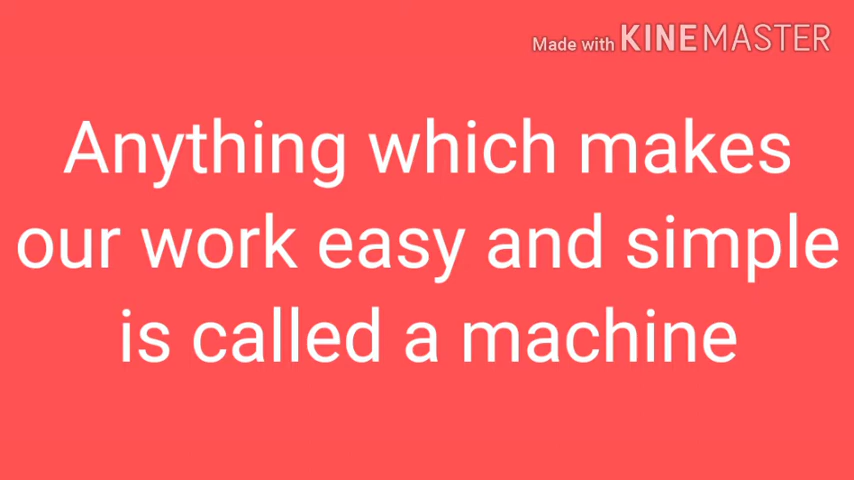 Made with KINEMASTER
Anything which makes
our work easy and simple
is called a machine